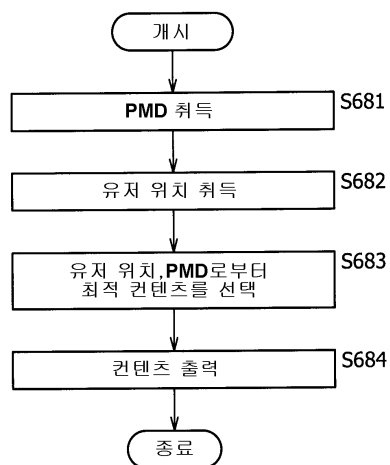 개시
PMD 취득
S681
유저 위치 취득
S682
유저 위치,PMD로부터
최적 컨텐츠를 선택
S683
컨텐츠 출력
S684
종료